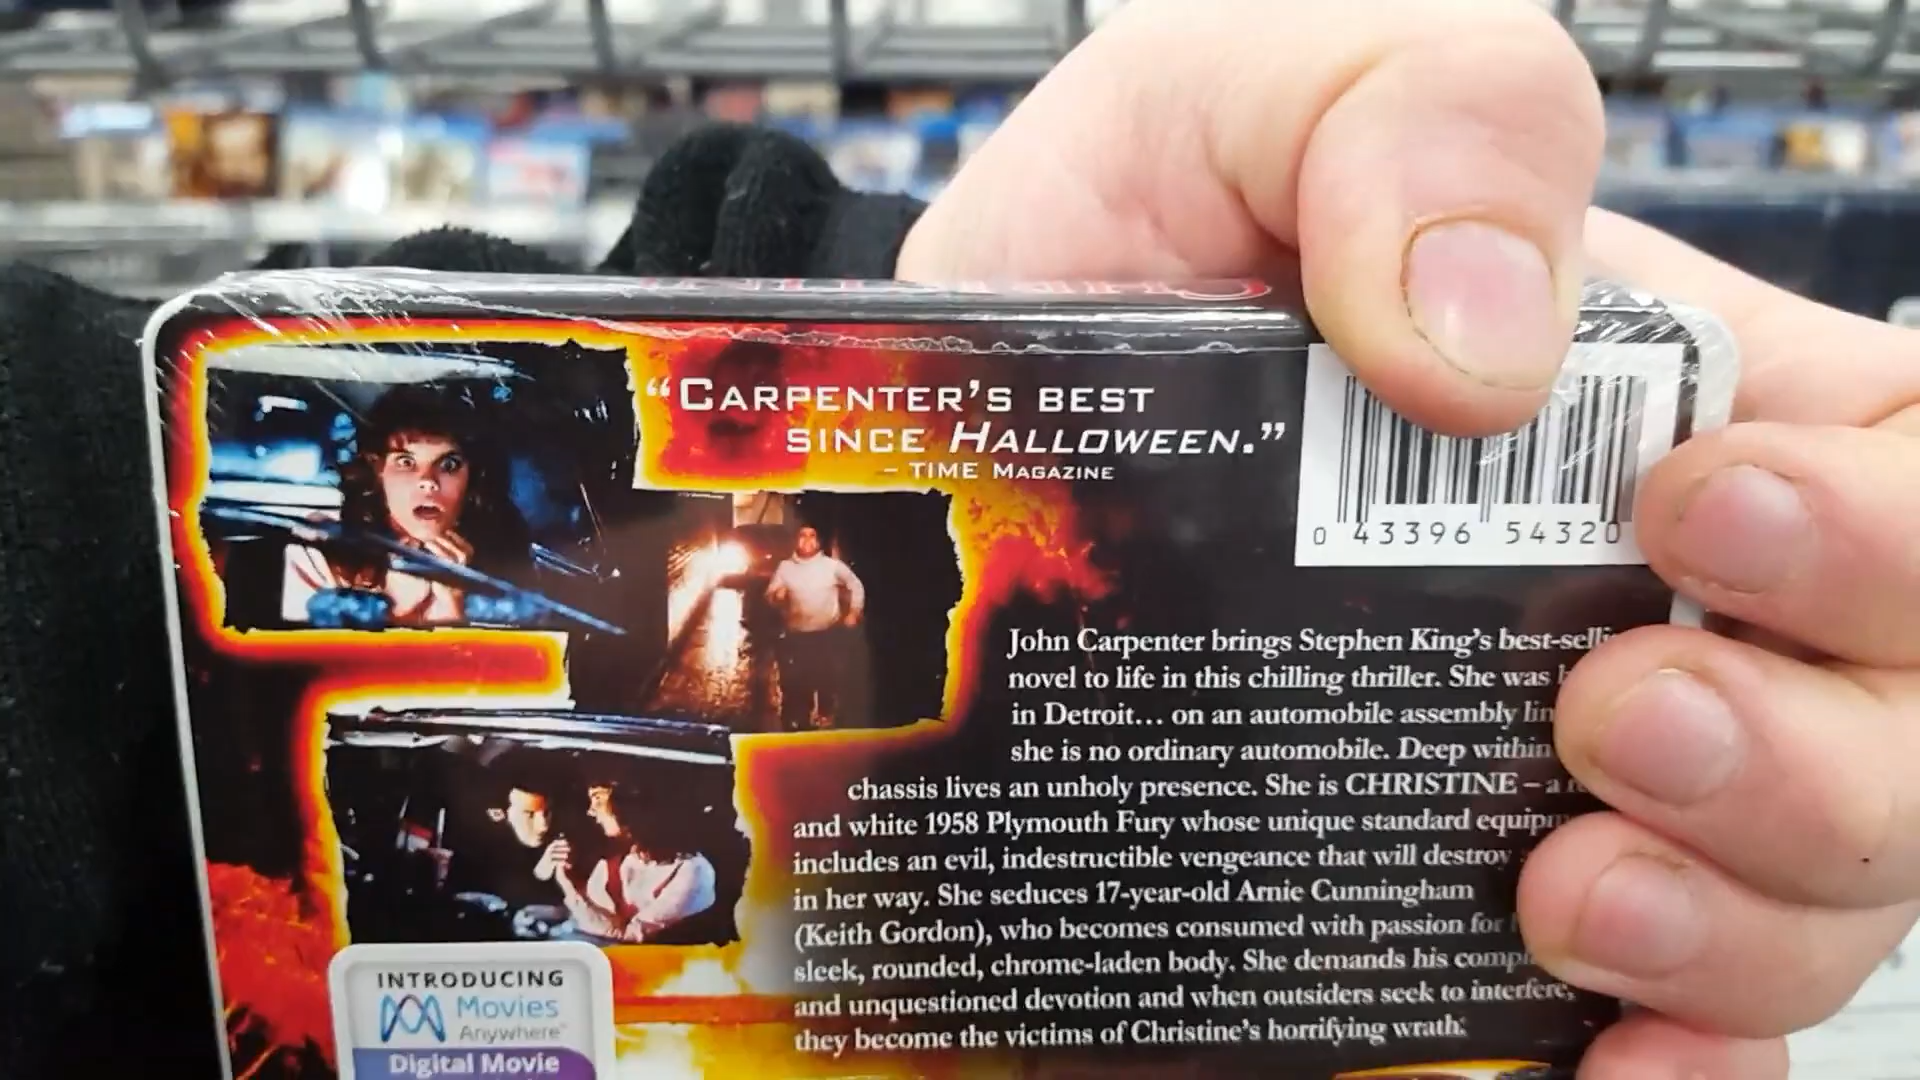 “CARPENTER’S BEST
SINCE HALLOWEEN.”
– TIME MAGAZINE
0 43396 54320
John Carpenter brings Stephen King’s
novel to life in this chilling thriller. She was
in Detroit... on an automobile assembly
she is no ordinary automobile. Deep within
chassis lives an unholy presence. She is CHRISTINE – a
and white 1958 Plymouth Fury whose unique standard
includes an evil, indestructible vengeance that will destroy
in her way. She seduces 17-year-old Arnie Cunningham
(Keith Gordon), who becomes consumed with passion for
sleek, rounded, chrome-laden body. She demands his
and unquestioned devotion and when outsiders seek to interfere,
they become the victims of Christine’s horrifying wrath.
INTRODUCING
Movies
Anywhere
Digital Movie